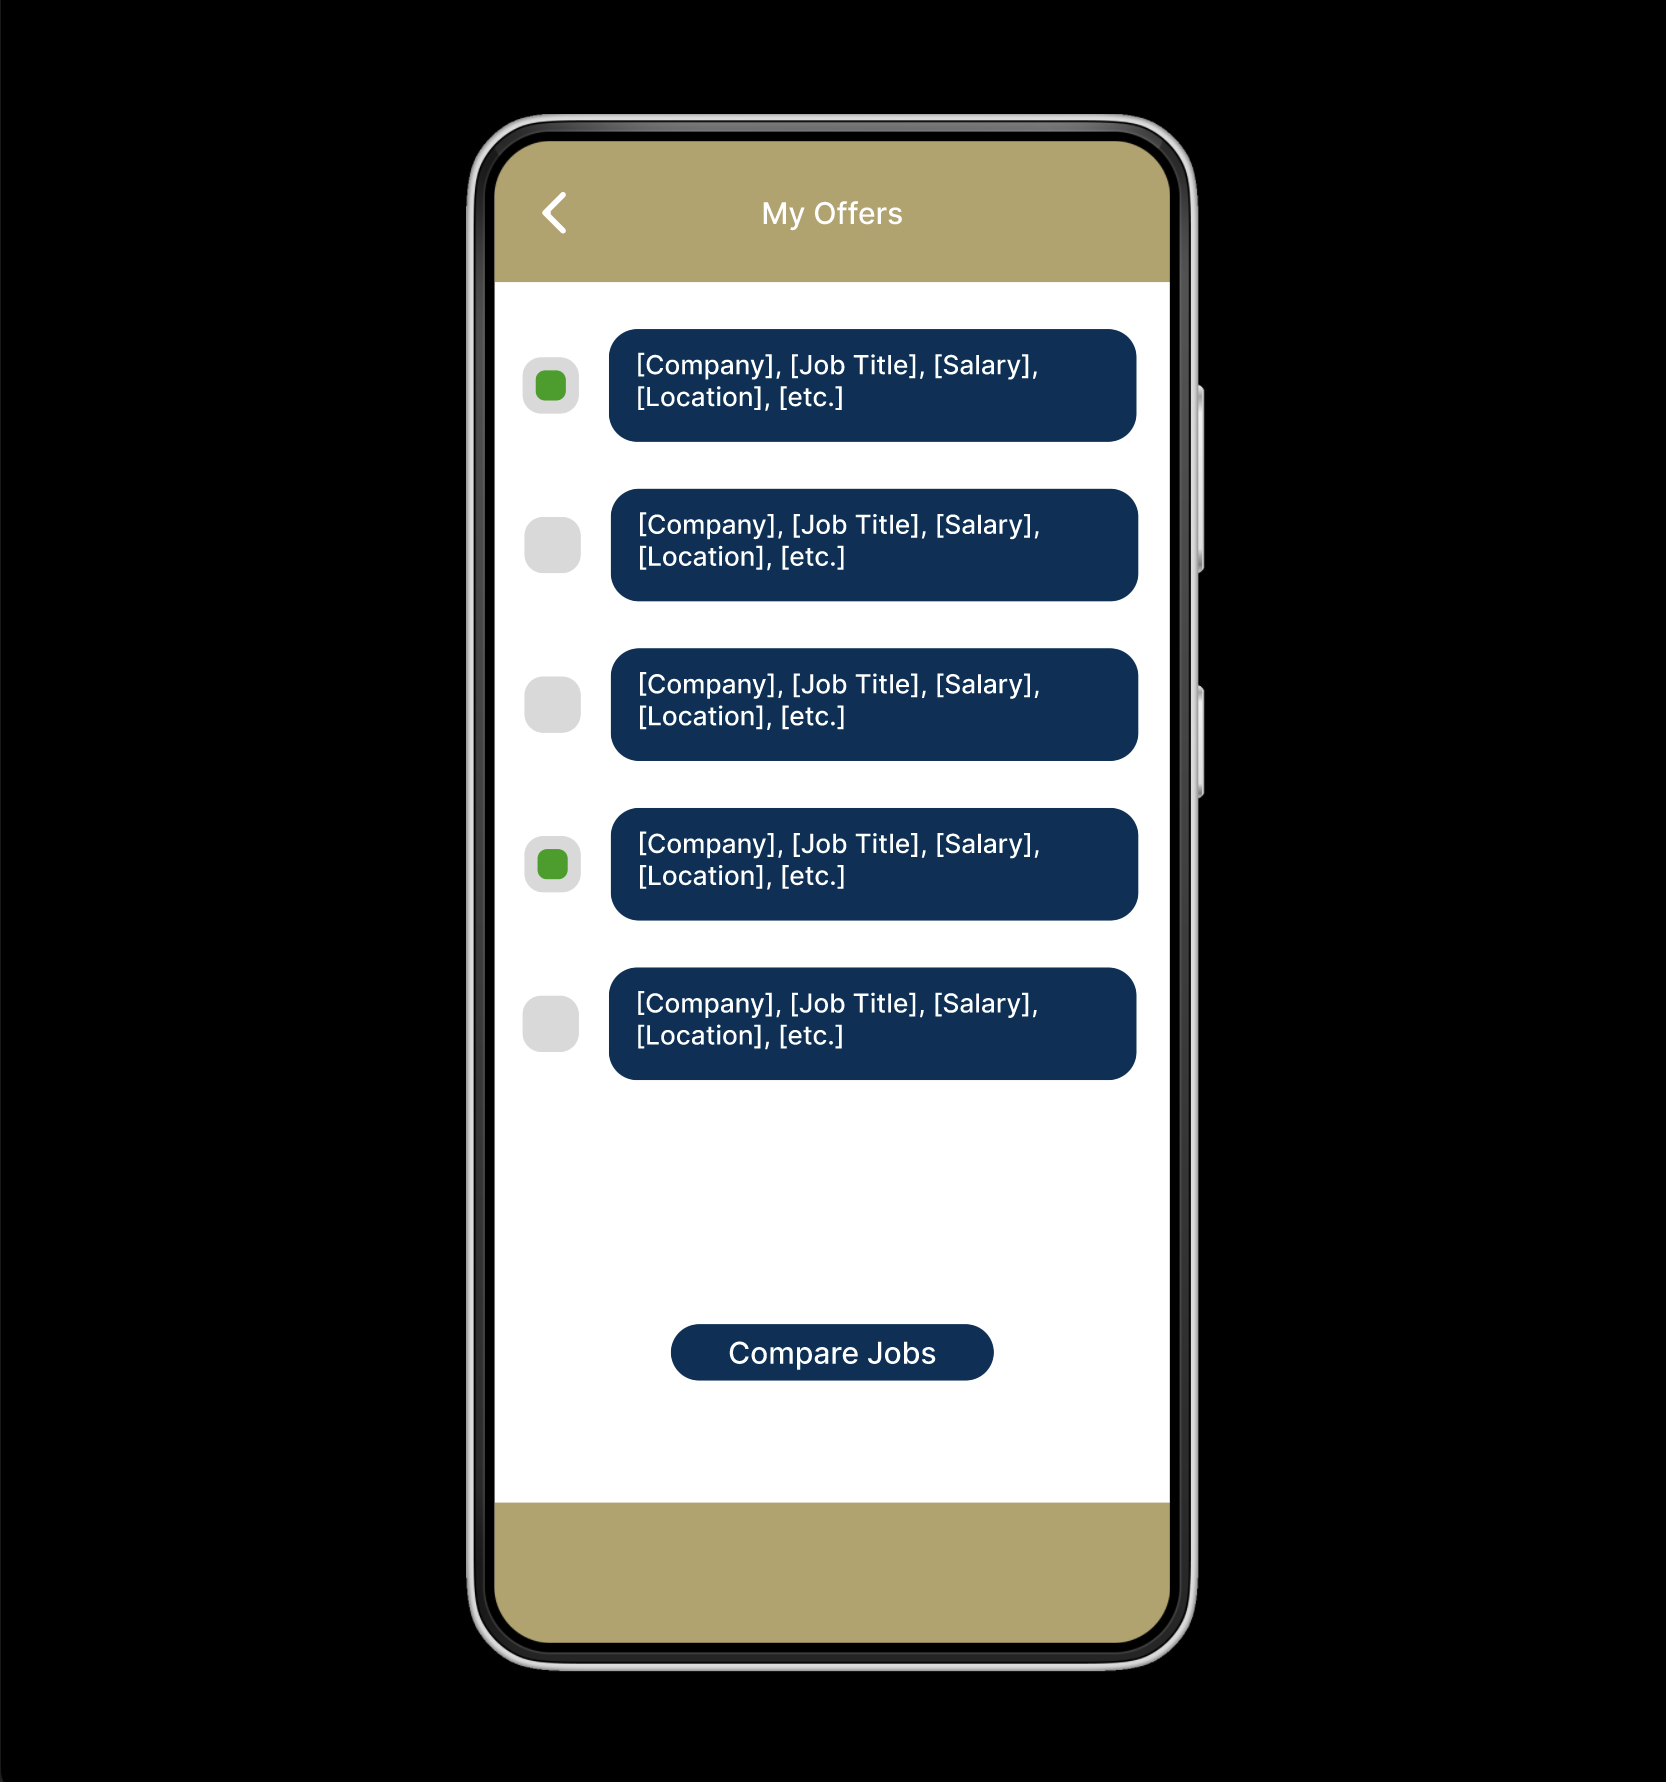 My Offers
[Company], [Job Title], [Salary],
[Location], [etc.]
[Company], [Job Title], [Salary],
[Location], [etc.]
[Company], [Job Title], [Salary],
[Location], [etc.]
[Company], [Job Title], [Salary],
[Location], [etc.]
[Company], [Job Title], [Salary],
[Location], [etc.]
Compare Jobs